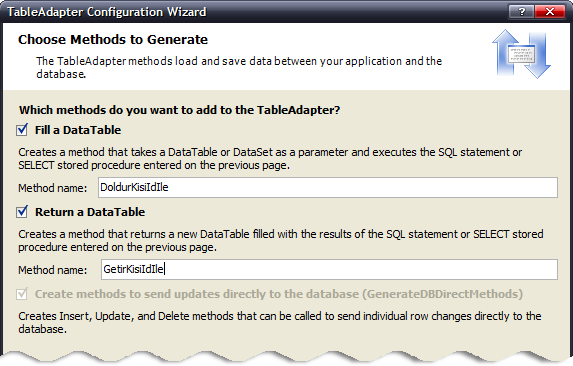 TableAdapter Configuration Wizard
Choose Methods to Generate
The TableAdapter methods load and save data between your application and the
database.
Which methods do you want to add to the TableAdapter?
Fill a DataTable
Creates a method that takes a DataTable or DataSet as a parameter and executes the SQL statement or
SELECT stored procedure entered on the previous page.
Method name: DoldurKisiIdIle
Return a DataTable
Creates a method that returns a new DataTable filled with the results of the SQL statement or SELECT stored
procedure entered on the previous page.
Method name: GetirKisiIdIle
Create methods to send updates directly to the database (GenerateDBDirectMethods)
Creates Insert, Update, and Delete methods that can be called to send individual row changes directly to the
database.